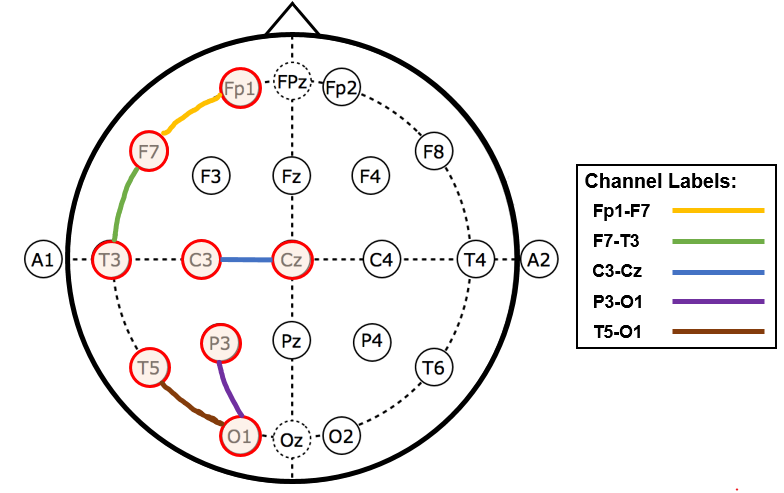 Fp1 FPz Fp2
F7 F8
F3 Fz F4
A1 T3 C3 Cz C4 T4 A2
P3 Pz P4
T5 T6
O1 Oz O2
Channel Labels:
Fp1-F7
F7-T3
C3-Cz
P3-O1
T5-O1